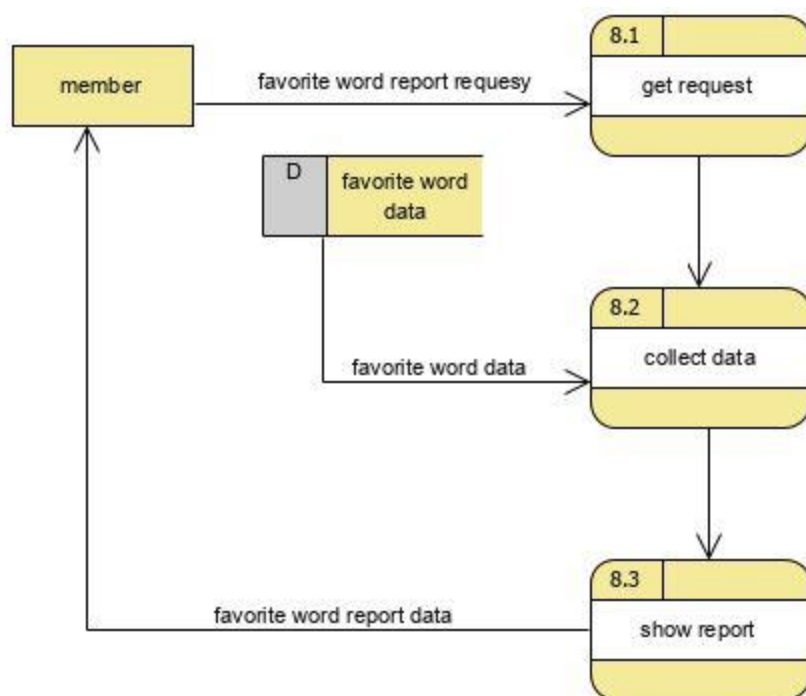 8.1
member
favorite word report requesy
get request
D
favorite word
data
8.2
favorite word data
collect data
8.3
favorite word report data
show report